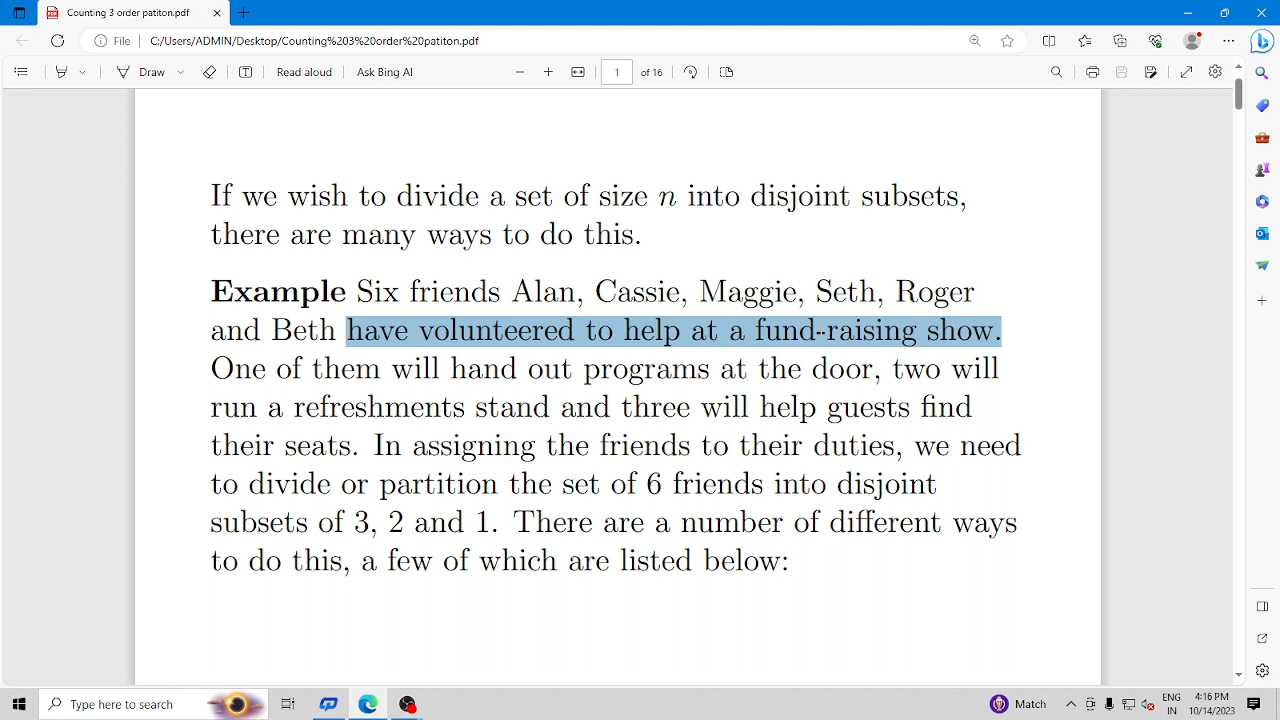 Counting 3 order patiton.pdf
File
C:/Users/ADMIN/Desktop/Counting%203%20order%20patiton.pdf
Draw
Read aloud
Ask Bing AI
1
of 16
If we wish to divide a set of size n into disjoint subsets,
there are many ways to do this.
Example Six friends Alan, Cassie, Maggie, Seth, Roger
and Beth have volunteered to help at a fund-raising show.
One of them will hand out programs at the door, two will
run a refreshments stand and three will help guests find
their seats. In assigning the friends to their duties, we need
to divide or partition the set of 6 friends into disjoint
subsets of 3, 2 and 1. There are a number of different ways
to do this, a few of which are listed below:
Type here to search
Match
ENG
IN
4:16 PM
10/14/2023